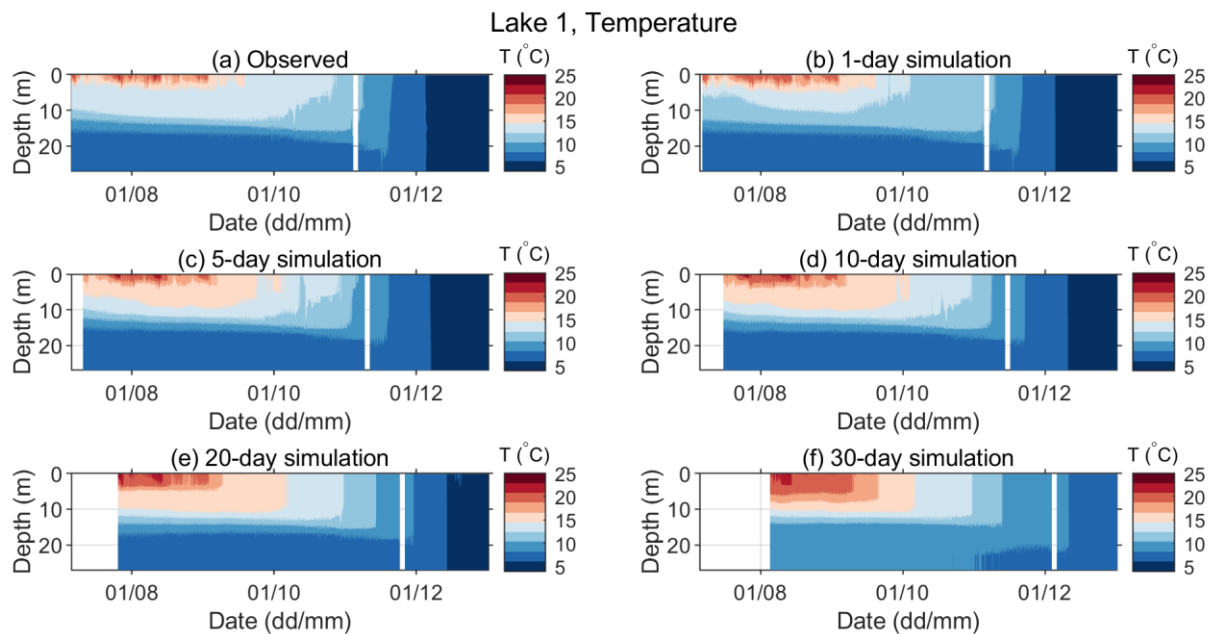 Lake 1, Temperature
(a) Observed
T (°C)
0
10
20
Depth (m)
25
20
15
10
5
01/08 01/10 01/12
Date (dd/mm)
(b) 1-day simulation
T (°C)
0
10
20
Depth (m)
25
20
15
10
5
01/08 01/10 01/12
Date (dd/mm)
(c) 5-day simulation
T (°C)
0
10
20
Depth (m)
25
20
15
10
5
01/08 01/10 01/12
Date (dd/mm)
(d) 10-day simulation
T (°C)
0
10
20
Depth (m)
25
20
15
10
5
01/08 01/10 01/12
Date (dd/mm)
(e) 20-day simulation
T (°C)
0
10
20
Depth (m)
25
20
15
10
5
01/08 01/10 01/12
Date (dd/mm)
(f) 30-day simulation
T (°C)
0
10
20
Depth (m)
25
20
15
10
5
01/08 01/10 01/12
Date (dd/mm)